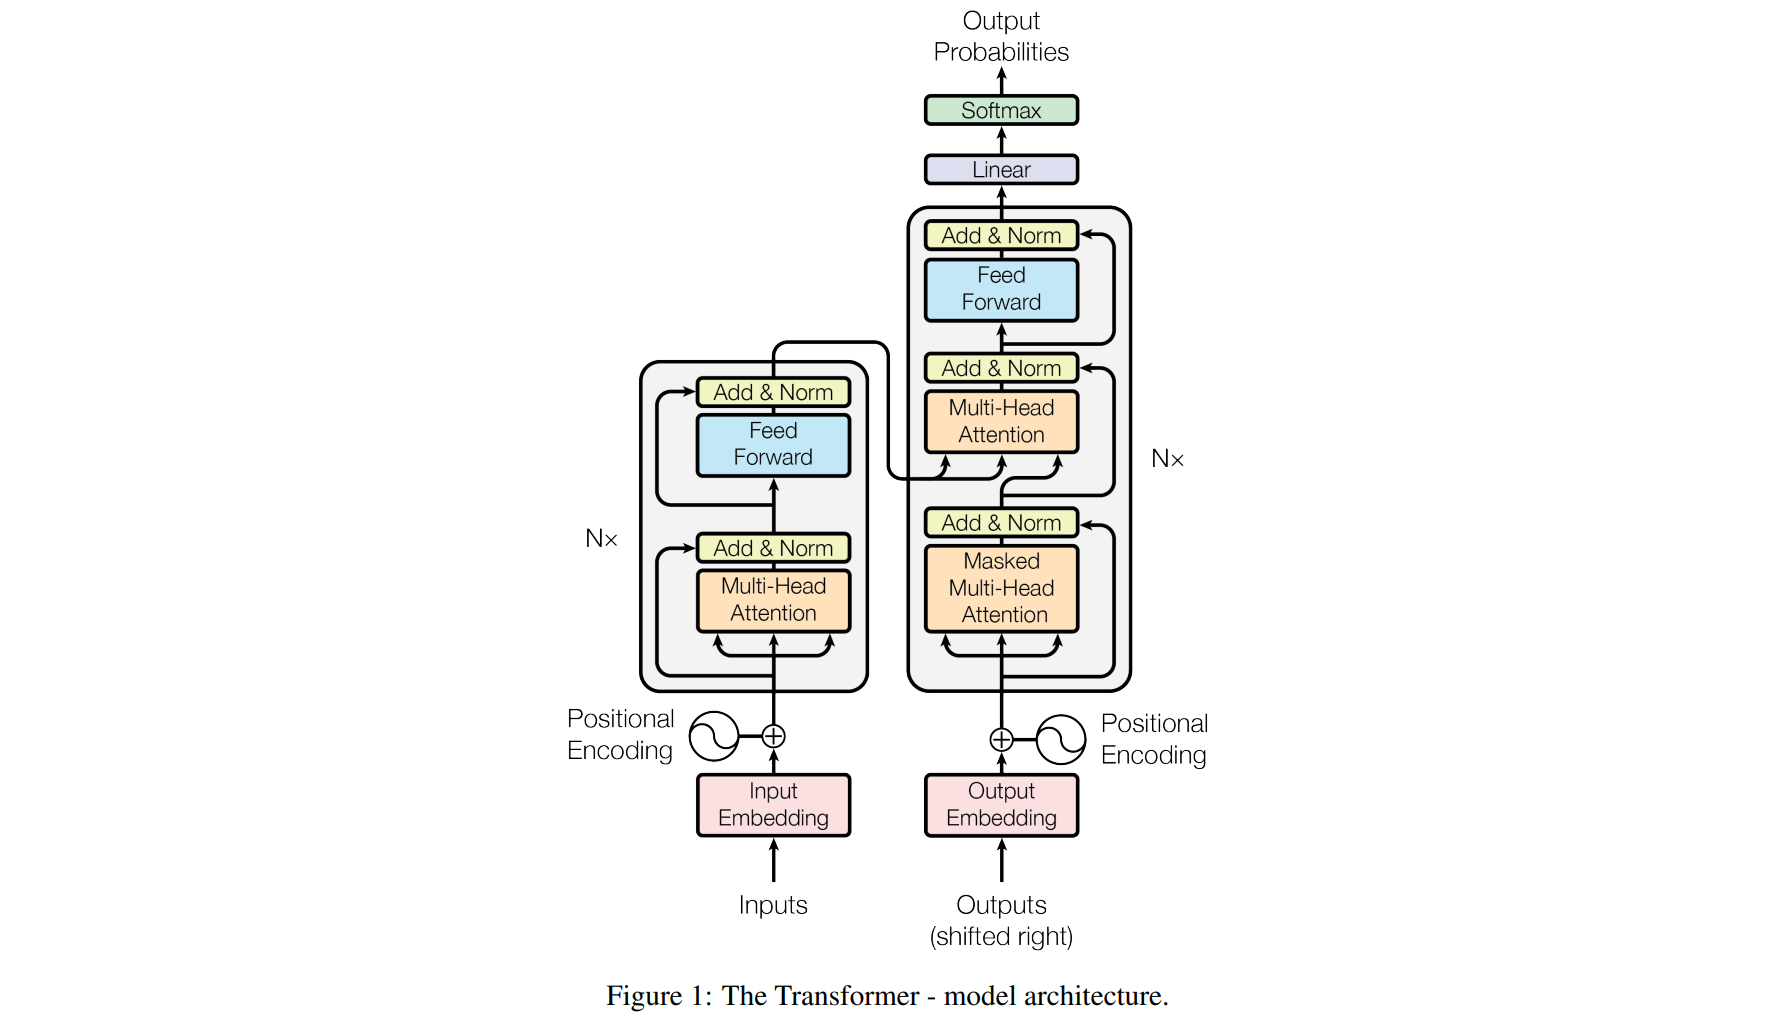 Output
Probabilities
Softmax
Linear
Add & Norm
Feed
Forward
Add & Norm
Multi-Head
Attention
Add & Norm
Masked
Multi-Head
Attention
N×
Add & Norm
Feed
Forward
Add & Norm
Multi-Head
Attention
N×
Positional
Encoding
Positional
Encoding
Input
Embedding
Output
Embedding
Inputs
Outputs
(shifted right)
Figure 1: The Transformer - model architecture.